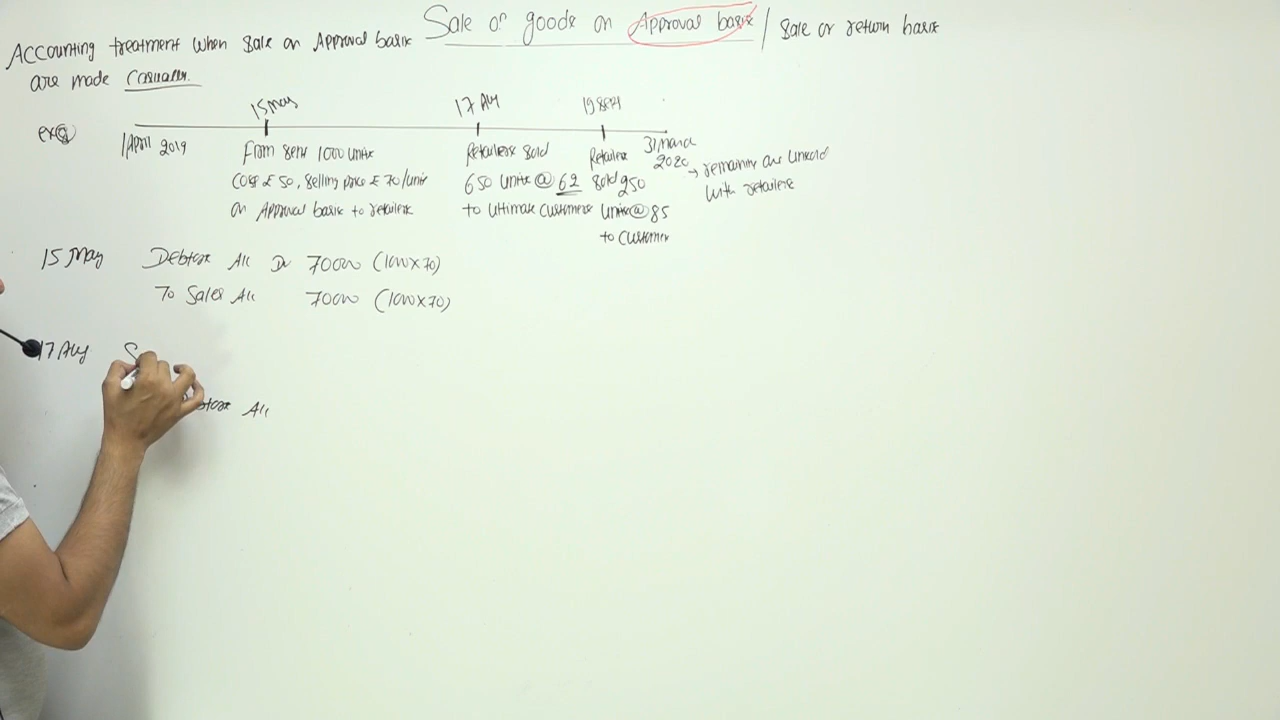 Sale of goods on Approval basis / Sale or return basis
Accounting treatment when sale on Approval basis
are made casually.
ex@
15 May
17 Aug
19 Sept
1 April 2019
From sent 1000 units
Cost ₤ 50, selling price ₤ 70/unit
on Approval basis to retailers
Retailers sold
650 units @ 62
to ultimate customers
Retailers
sold 250
units @ 85
to customer
31 March
2020
→ remaining are unsold
with retailers
15 May Debtors A/c Dr 70000 (1000×70)
To Sales A/c 70000 (1000×70)
17 Aug S
A/c